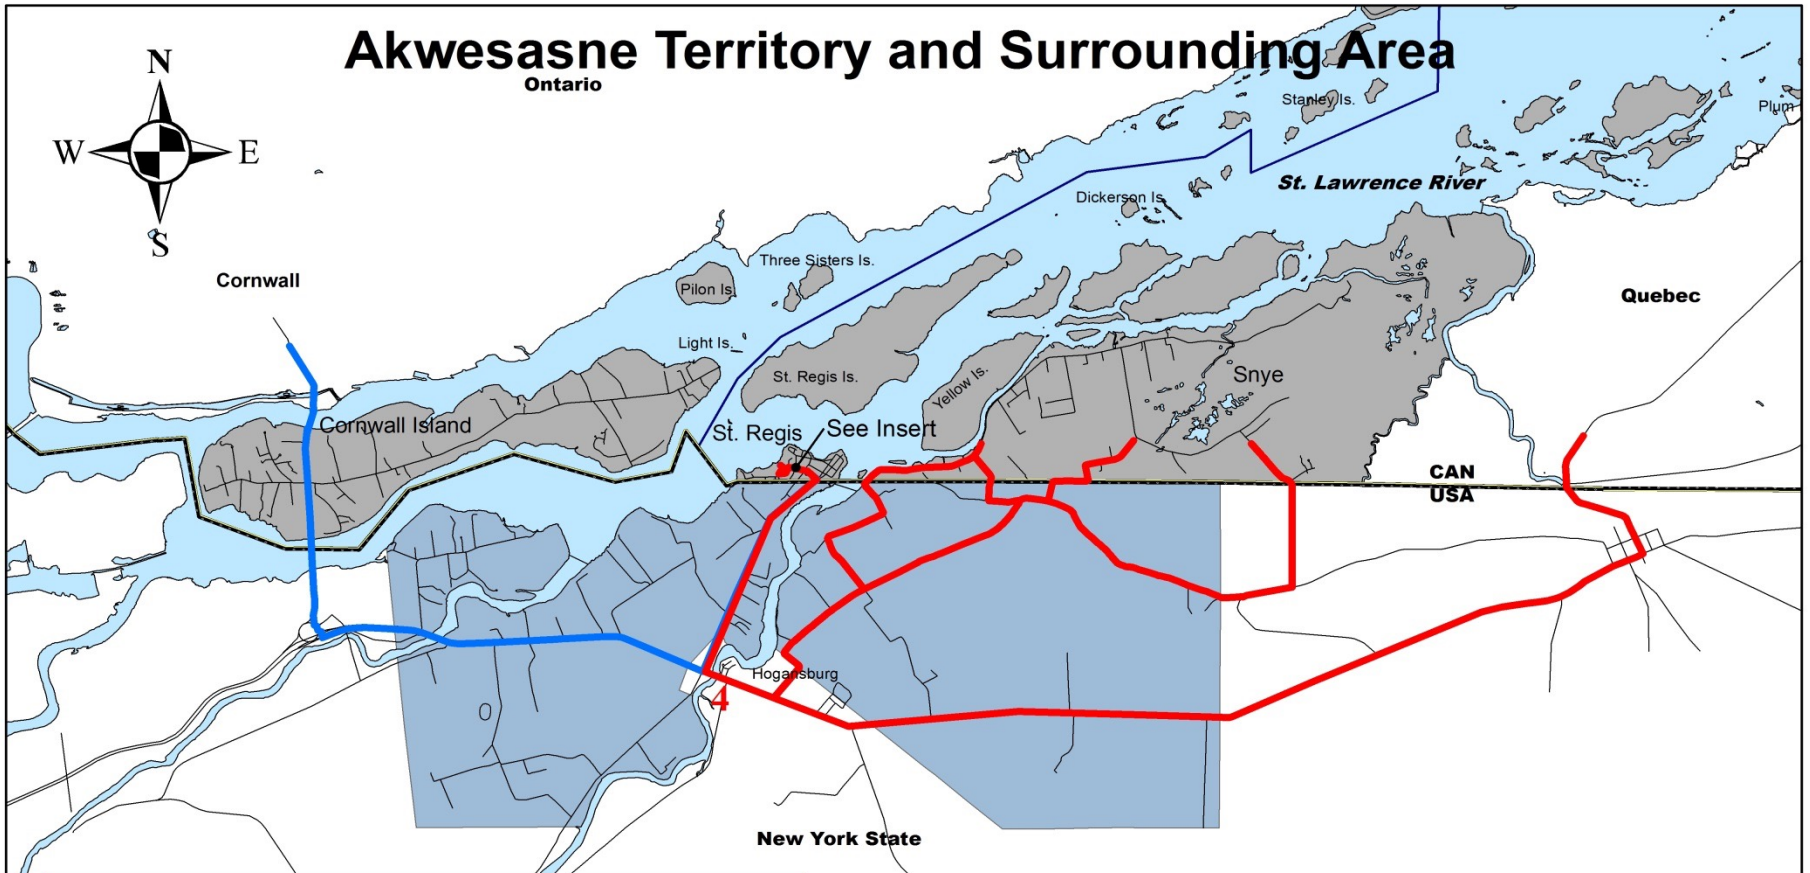 Akwesasne Territory and Surrounding Area
Ontario
N
W
E
S
Stanley Is.
Plum
St. Lawrence River
Dickerson Is.
Three Sisters Is.
Cornwall
Pilon Is.
Quebec
Light Is.
St. Regis Is.
Yellow Is.
Snye
Cornwall Island
St. Regis
See Insert
CAN
USA
Hogansburg
4
New York State